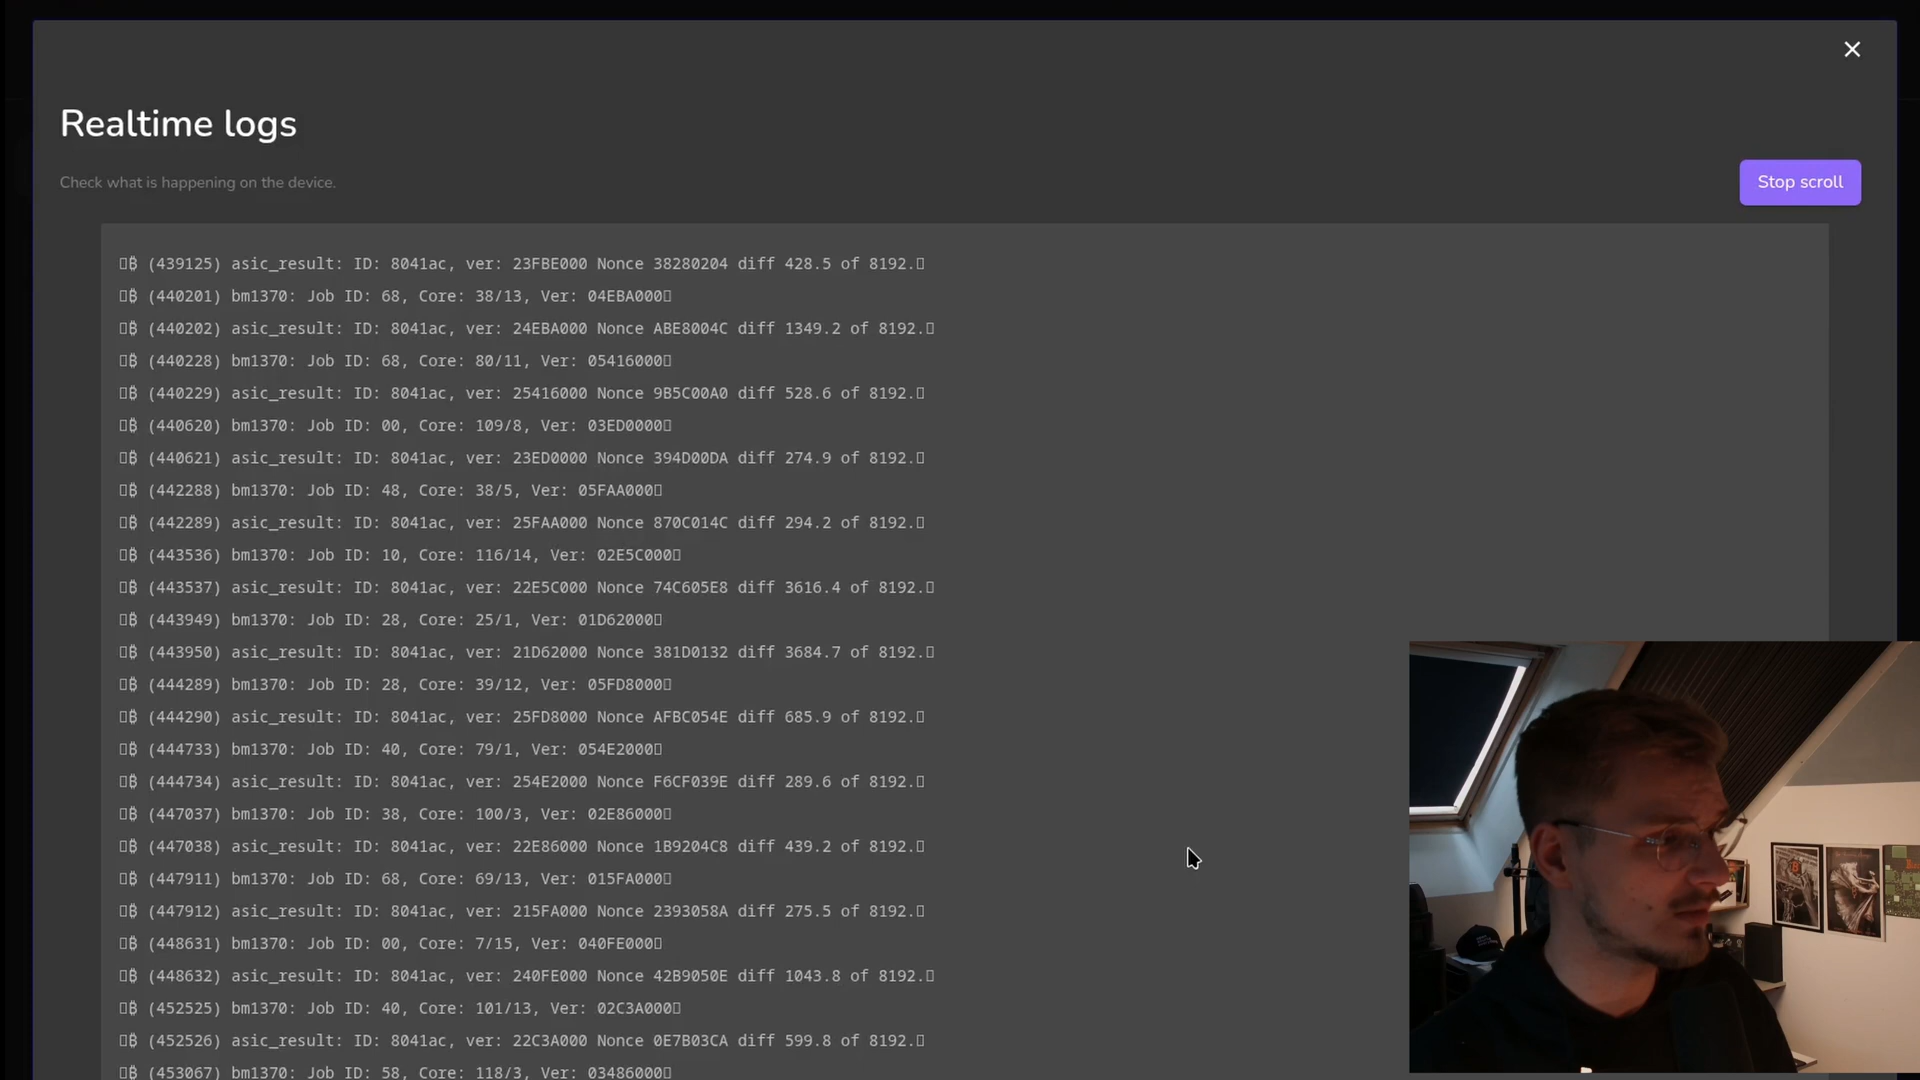 Realtime logs
Check what is happening on the device.
Stop scroll
₿ (439125) asic_result: ID: 8041ac, ver: 23FBE000 Nonce 38280204 diff 428.5 of 8192.
₿ (440201) bm1370: Job ID: 68, Core: 38/13, Ver: 04EBA000
₿ (440202) asic_result: ID: 8041ac, ver: 24EBA000 Nonce ABE8004C diff 1349.2 of 8192.
₿ (440228) bm1370: Job ID: 68, Core: 80/11, Ver: 05416000
₿ (440229) asic_result: ID: 8041ac, ver: 25416000 Nonce 9B5C00A0 diff 528.6 of 8192.
₿ (440620) bm1370: Job ID: 00, Core: 109/8, Ver: 03ED0000
₿ (440621) asic_result: ID: 8041ac, ver: 23ED0000 Nonce 394D00DA diff 274.9 of 8192.
₿ (442288) bm1370: Job ID: 48, Core: 38/5, Ver: 05FAA000
₿ (442289) asic_result: ID: 8041ac, ver: 25FAA000 Nonce 870C014C diff 294.2 of 8192.
₿ (443536) bm1370: Job ID: 10, Core: 116/14, Ver: 02E5C000
₿ (443537) asic_result: ID: 8041ac, ver: 22E5C000 Nonce 74C605E8 diff 3616.4 of 8192.
₿ (443949) bm1370: Job ID: 28, Core: 25/1, Ver: 01D62000
₿ (443950) asic_result: ID: 8041ac, ver: 21D62000 Nonce 381D0132 diff 3684.7 of 8192.
₿ (444289) bm1370: Job ID: 28, Core: 39/12, Ver: 05FD8000
₿ (444290) asic_result: ID: 8041ac, ver: 25FD8000 Nonce AFBC054E diff 685.9 of 8192.
₿ (444733) bm1370: Job ID: 40, Core: 79/1, Ver: 054E2000
₿ (444734) asic_result: ID: 8041ac, ver: 254E2000 Nonce F6CF039E diff 289.6 of 8192.
₿ (447037) bm1370: Job ID: 38, Core: 100/3, Ver: 02E86000
₿ (447038) asic_result: ID: 8041ac, ver: 22E86000 Nonce 1B9204C8 diff 439.2 of 8192.
₿ (447911) bm1370: Job ID: 68, Core: 69/13, Ver: 015FA000
₿ (447912) asic_result: ID: 8041ac, ver: 215FA000 Nonce 2393058A diff 275.5 of 8192.
₿ (448631) bm1370: Job ID: 00, Core: 7/15, Ver: 040FE000
₿ (448632) asic_result: ID: 8041ac, ver: 240FE000 Nonce 42B9050E diff 1043.8 of 8192.
₿ (452525) bm1370: Job ID: 40, Core: 101/13, Ver: 02C3A000
₿ (452526) asic_result: ID: 8041ac, ver: 22C3A000 Nonce 0E7B03CA diff 599.8 of 8192.
₿ (453067) bm1370: Job ID: 58, Core: 118/3, Ver: 03486000